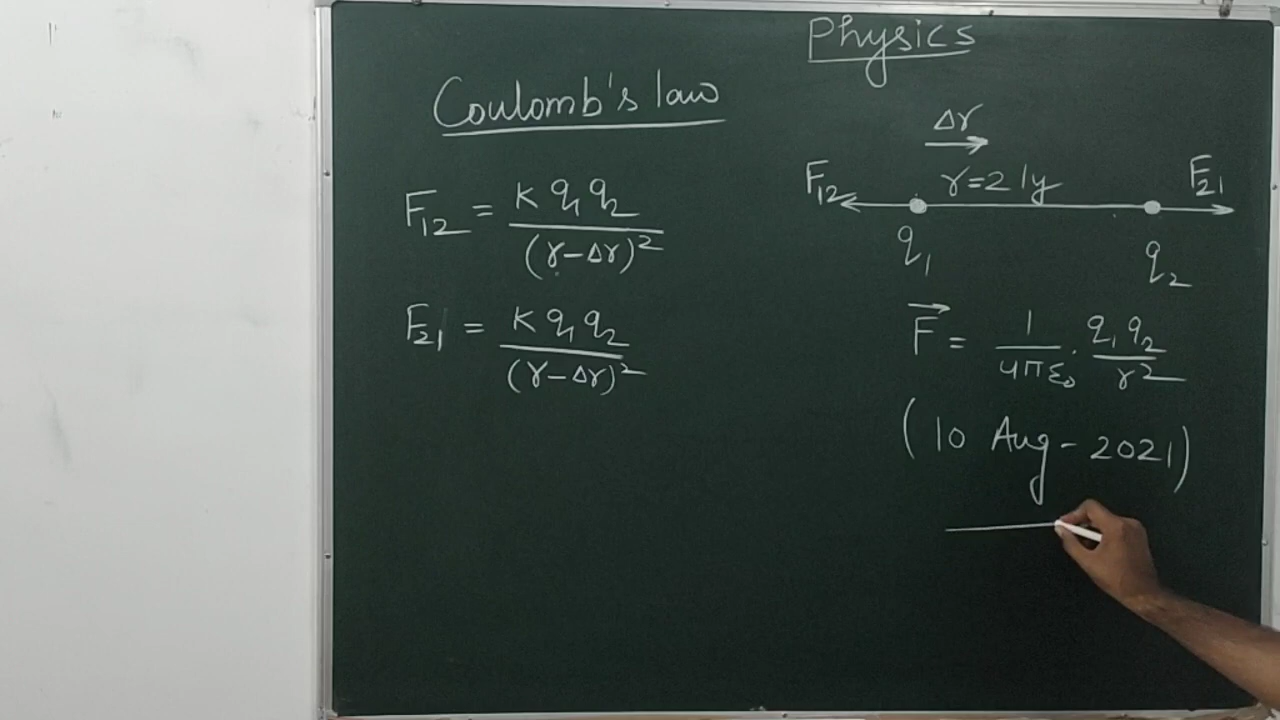 Physics
Coulomb's law
F₁₂ = K q₁ q₂ / (r-Δr)²
F₂₁ = K q₁ q₂ / (r-Δr)²
Δr
F₁₂ r=2 ly F₂₁
q₁ q₂
F = 1/4πε₀ . q₁ q₂ / r²
(10 Aug-2021)